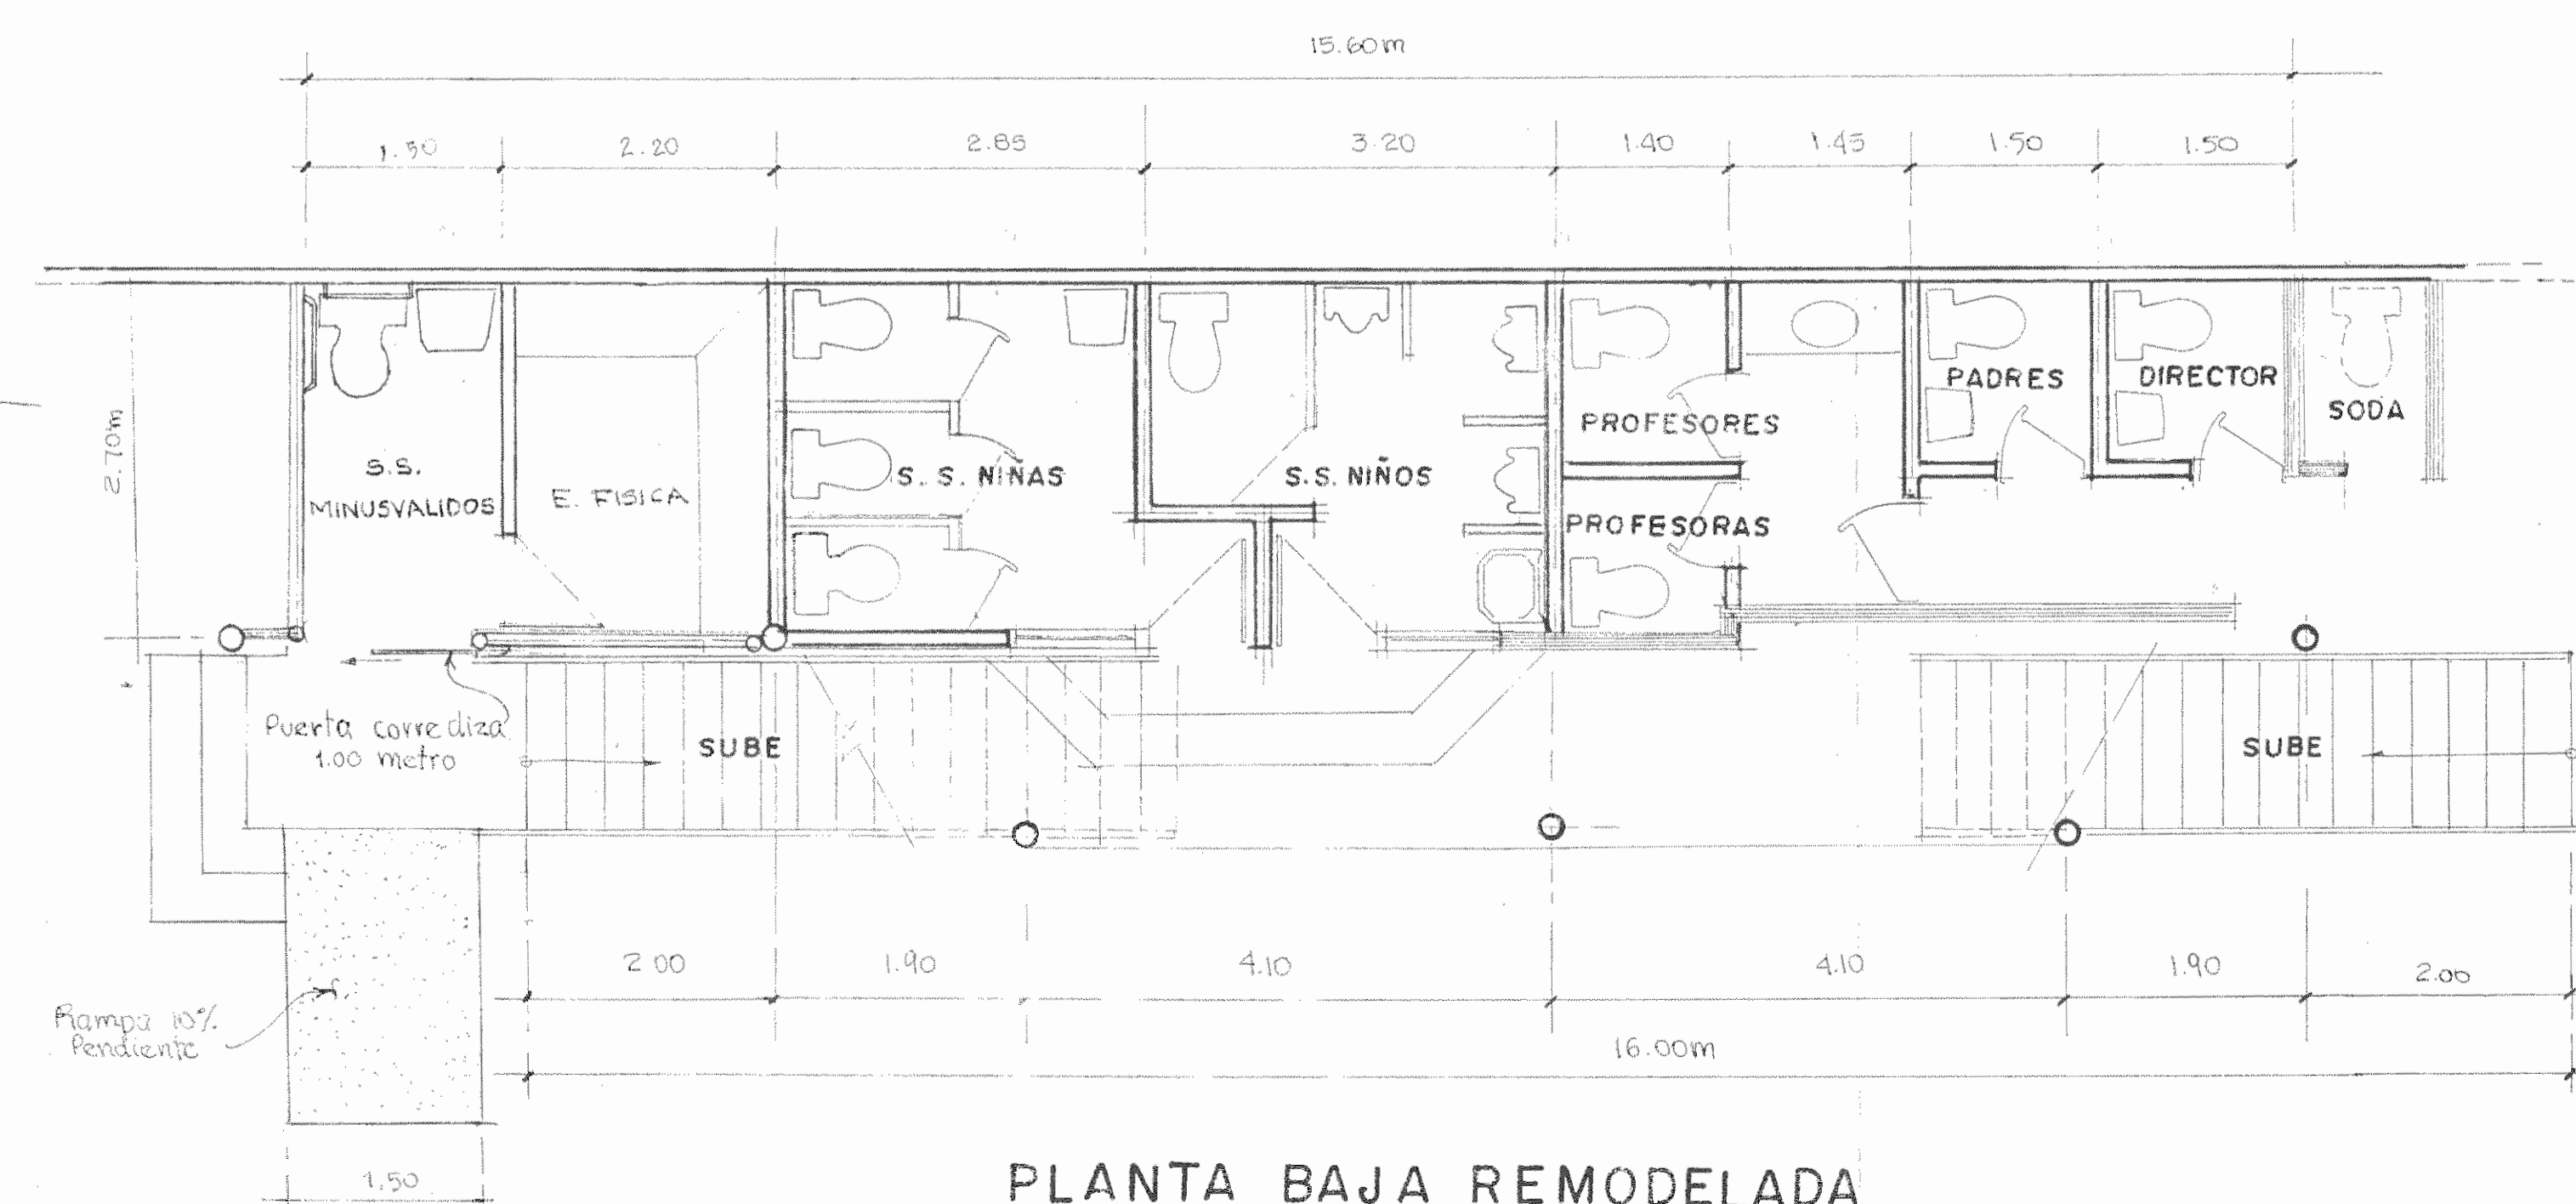 15.60m
1.50 2.20 2.85 3.20 1.40 1.45 1.50 1.50
2.70m
S.S.
MINUSVALIDOS
E. FISICA
S. S. NIÑAS
S.S. NIÑOS
PROFESORES
PROFESORAS
PADRES
DIRECTOR
SODA
Puerta corrediza
1.00 metro
SUBE
SUBE
2 00 1.90 4.10 4.10 1.90 2.00
Rampa 10%
Pendiente
16.00m
1.50
PLANTA BAJA REMODELADA